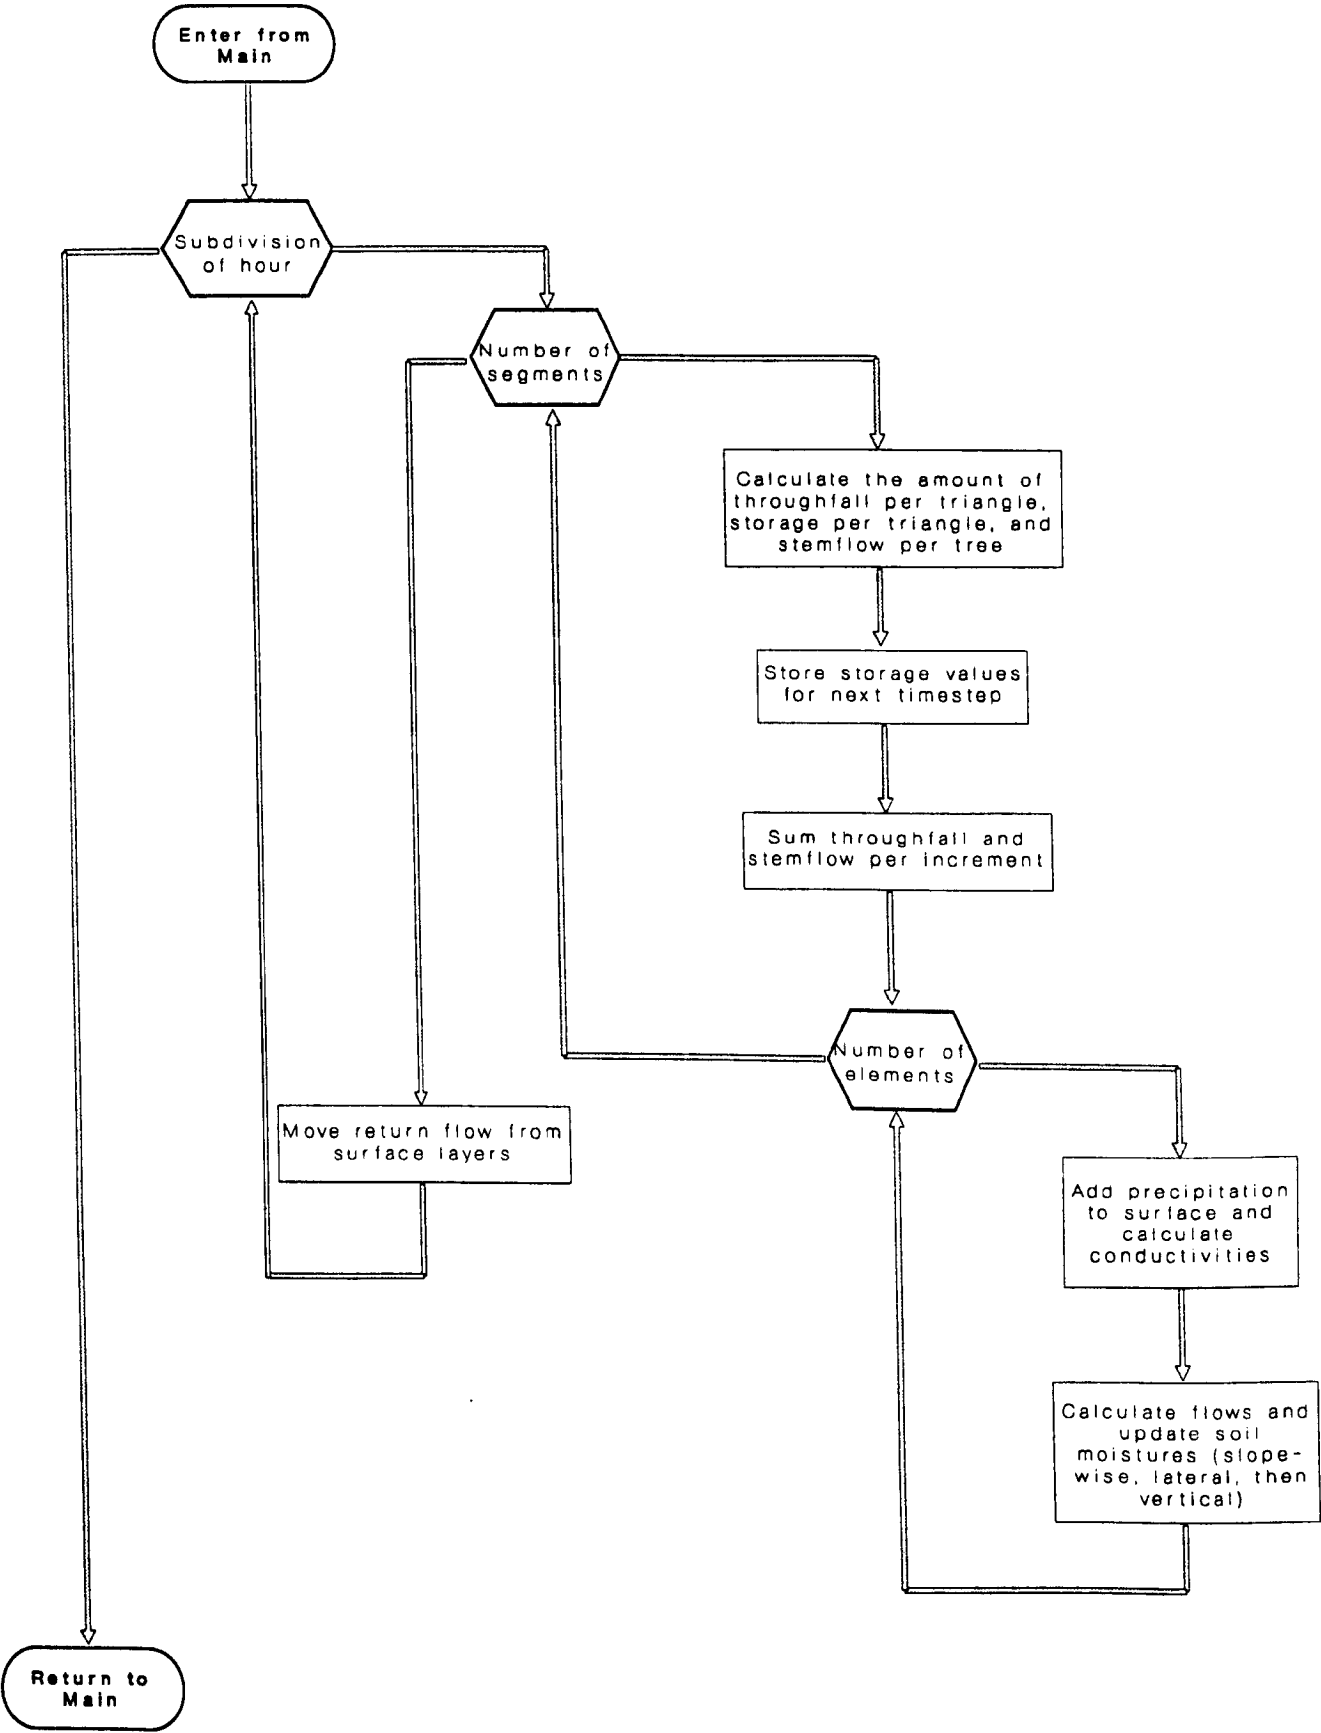 Enter from
Main
Subdivision
of hour
Number of
segments
Calculate the amount of
throughfall per triangle,
storage per triangle, and
stemflow per tree
Store storage values
for next timestep
Sum throughfall and
stemflow per increment
Number of
elements
Move return flow from
surface layers
Add precipitation
to surface and
calculate
conductivities
Calculate flows and
update soil
moistures (slope-
wise, lateral, then
vertical)
Return to
Main